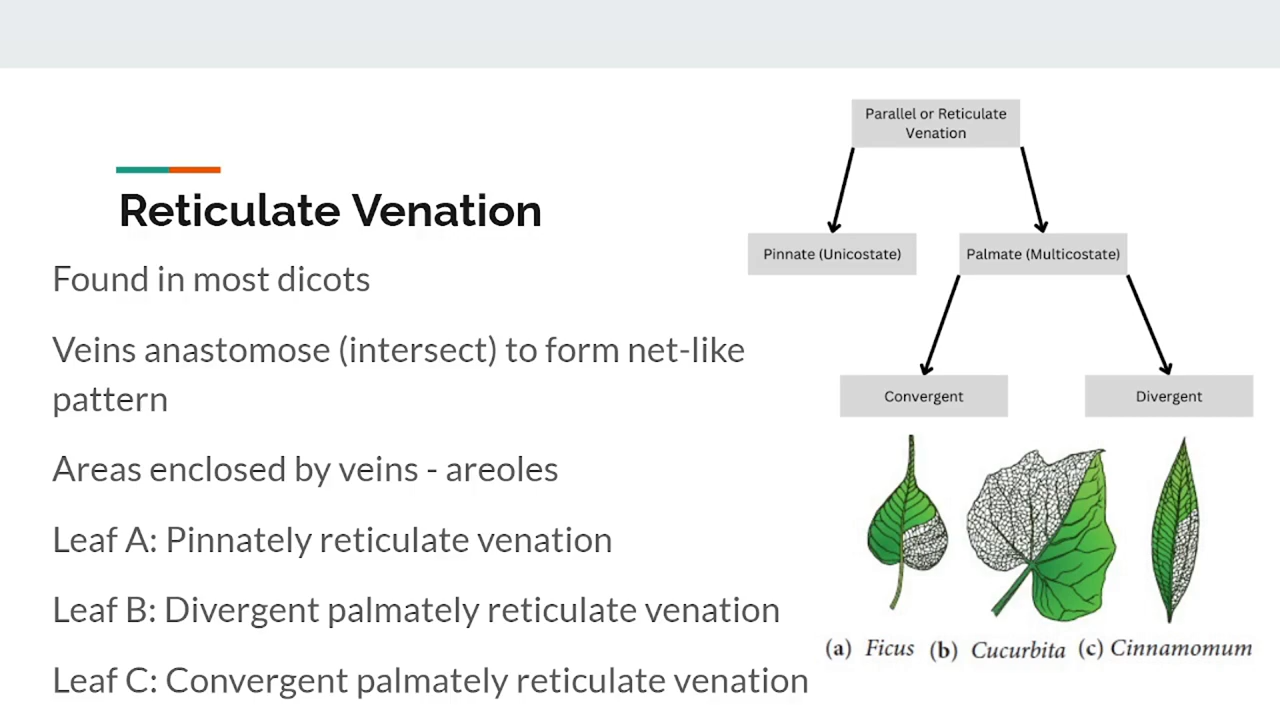 Reticulate Venation
Found in most dicots
Veins anastomose (intersect) to form net-like
pattern
Areas enclosed by veins - areoles
Leaf A: Pinnately reticulate venation
Leaf B: Divergent palmately reticulate venation
Leaf C: Convergent palmately reticulate venation
Parallel or Reticulate
Venation
Pinnate (Unicostate)
Palmate (Multicostate)
Convergent
Divergent
(a) Ficus (b) Cucurbita (c) Cinnamomum